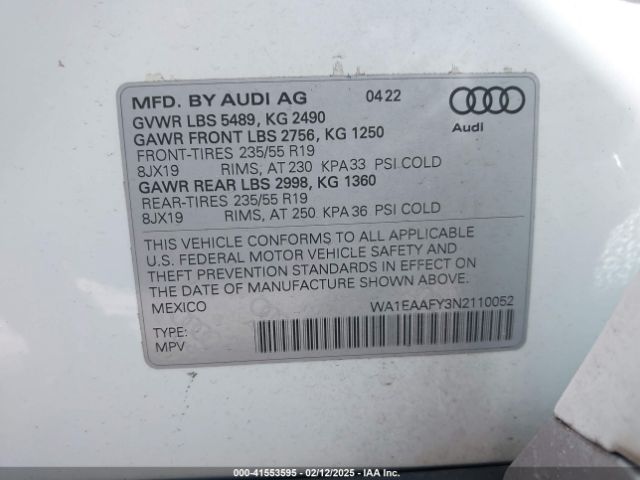 MFD. BY AUDI AG 0422
GVWR LBS 5489, KG 2490
GAWR FRONT LBS 2756, KG 1250
FRONT-TIRES 235/55 R19
8JX19 RIMS, AT 230 KPA33 PSI COLD
GAWR REAR LBS 2998, KG 1360
REAR-TIRES 235/55 R19
8JX19 RIMS, AT 250 KPA 36 PSI COLD
Audi
THIS VEHICLE CONFORMS TO ALL APPLICABLE
U.S. FEDERAL MOTOR VEHICLE SAFETY AND
THEFT PREVENTION STANDARDS IN EFFECT ON
THE DATE OF MANUFACTURE SHOWN ABOVE.
MEXICO WA1EAAFY3N2110052
TYPE:
MPV
000-41553595 - 02/12/2025 - IAA Inc.